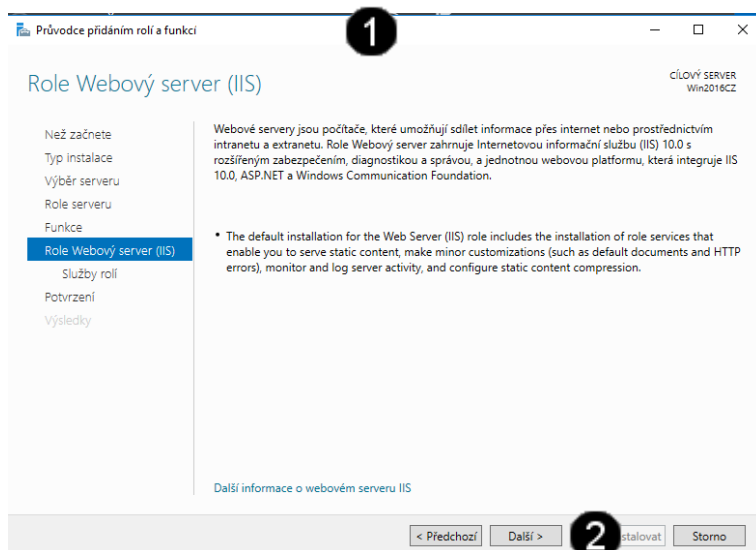 Průvodce přidáním rolí a funkcí
1
Role Webový server (IIS)
CÍLOVÝ SERVER
Win2016CZ
Než začnete
Typ instalace
Výběr serveru
Role serveru
Funkce
Role Webový server (IIS)
Služby rolí
Potvrzení
Výsledky
Webové servery jsou počítače, které umožňují sdílet informace přes internet nebo prostřednictvím
intranetu a extranetu. Role Webový server zahrnuje Internetovou informační službu (IIS) 10.0 s
rozšířeným zabezpečením, diagnostikou a správou, a jednotnou webovou platformu, která integruje IIS
10.0, ASP.NET a Windows Communication Foundation.
• The default installation for the Web Server (IIS) role includes the installation of role services that
enable you to serve static content, make minor customizations (such as default documents and HTTP
errors), monitor and log server activity, and configure static content compression.
Další informace o webovém serveru IIS
< Předchozí
Další >
2
stalovat
Storno